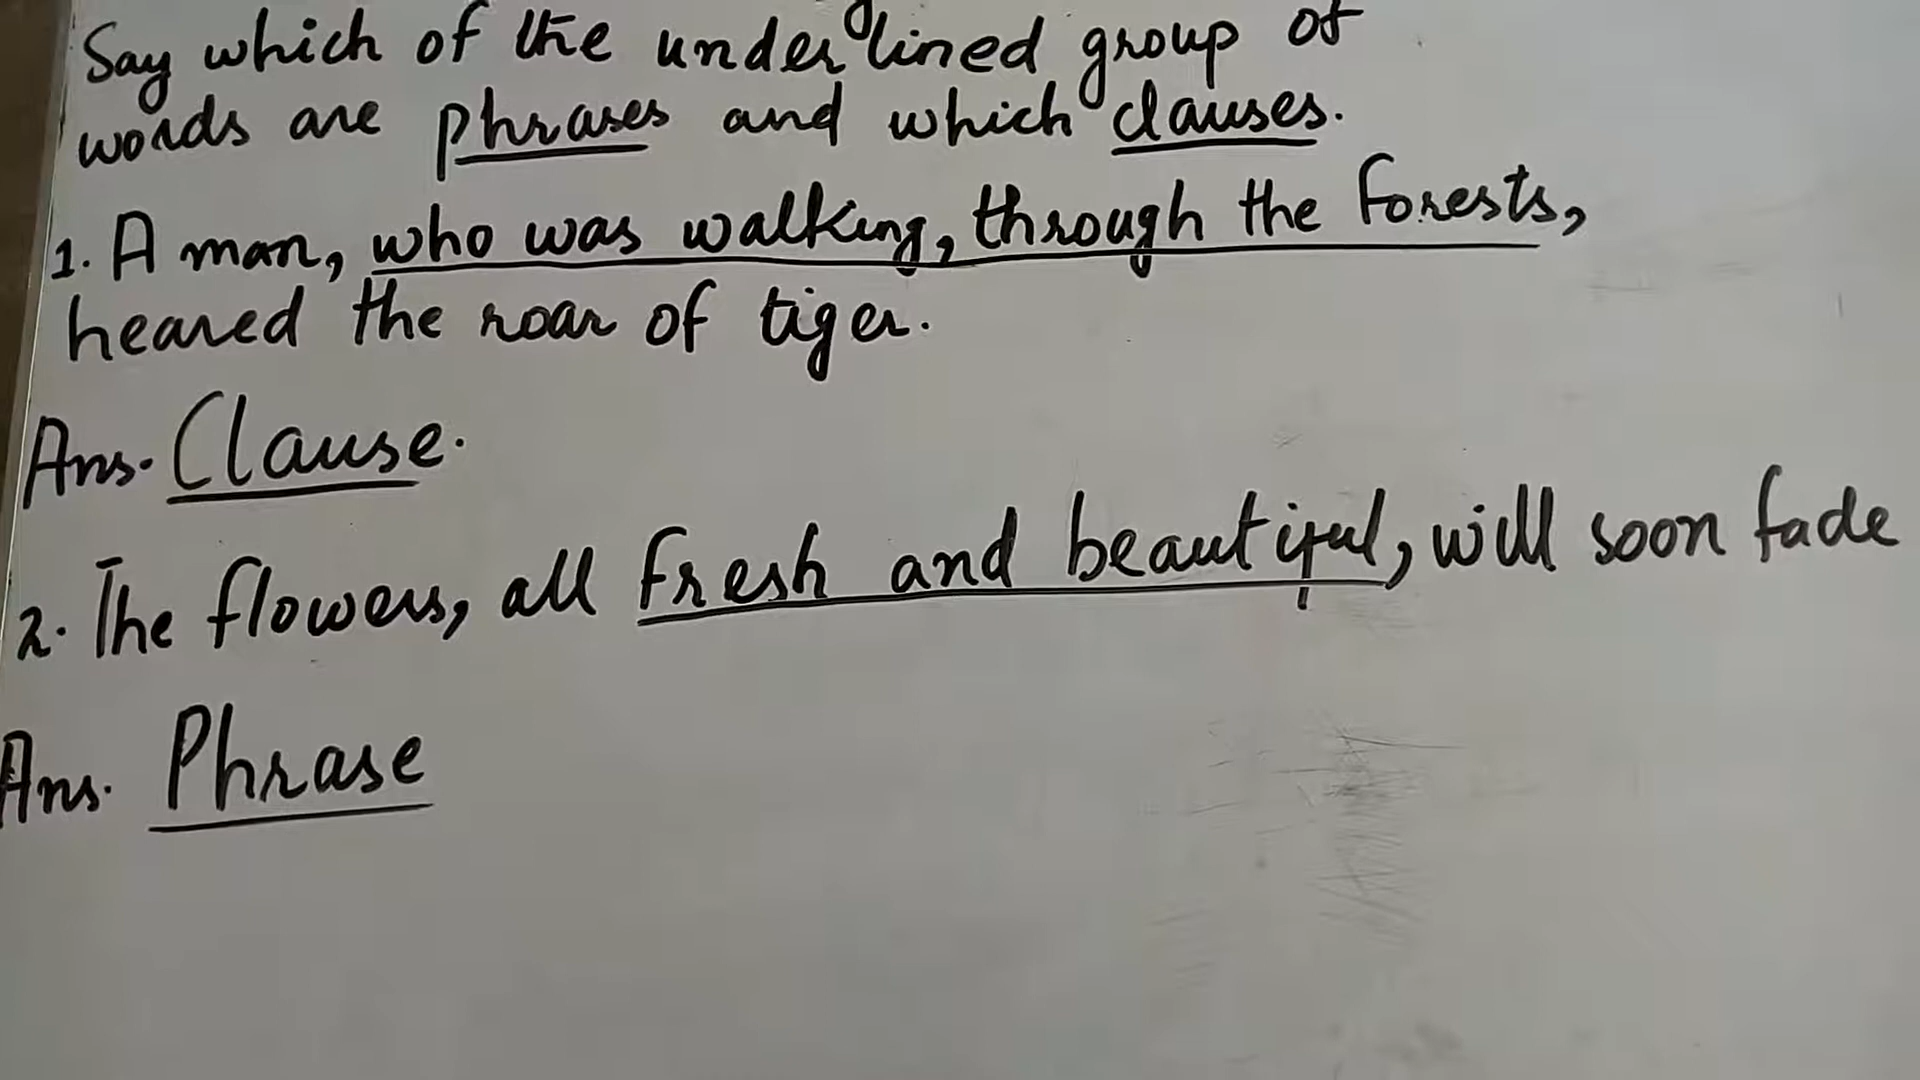 Say which of the underlined group of
words are phrases and which clauses.
1. A man, who was walking, through the forests,
heared the roar of tiger.
Ans. Clause.
2. The flowers, all fresh and beautiful, will soon fade
Ans. Phrase